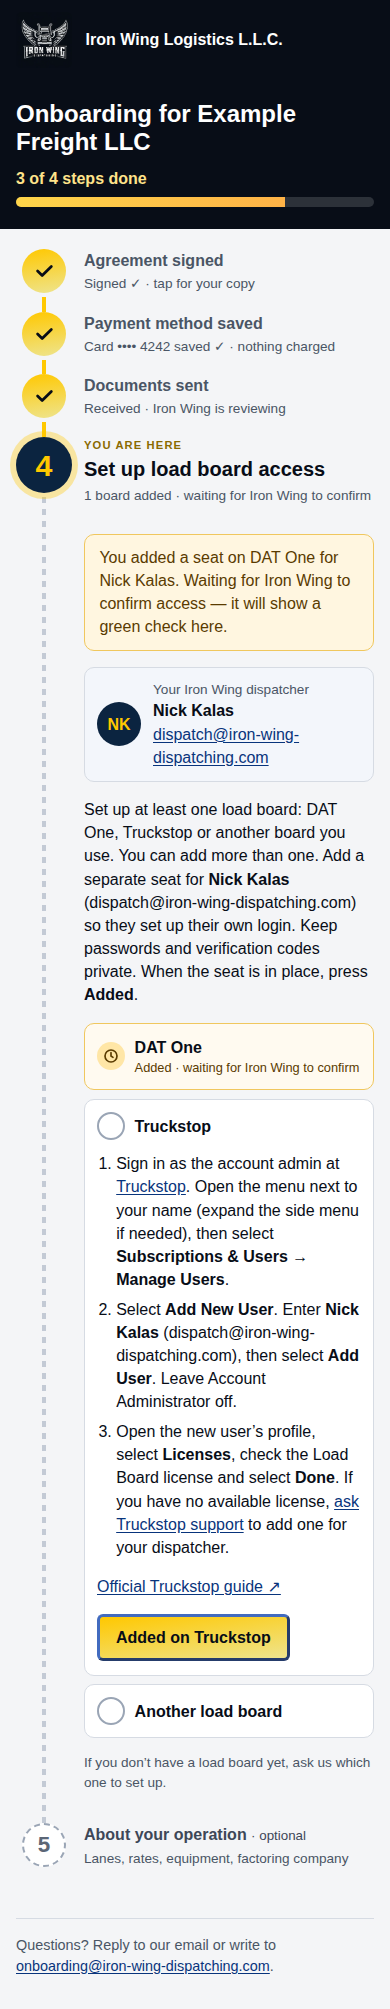 IRON WING
Iron Wing Logistics L.L.C.
Onboarding for Example
Freight LLC
3 of 4 steps done
Agreement signed
Signed ✓ · tap for your copy
Payment method saved
Card •••• 4242 saved ✓ · nothing charged
Documents sent
Received · Iron Wing is reviewing
4
YOU ARE HERE
Set up load board access
1 board added · waiting for Iron Wing to confirm
You added a seat on DAT One for
Nick Kalas. Waiting for Iron Wing to
confirm access — it will show a
green check here.
NK
Your Iron Wing dispatcher
Nick Kalas
dispatch@iron-wing-
dispatching.com
Set up at least one load board: DAT
One, Truckstop or another board you
use. You can add more than one. Add a
separate seat for Nick Kalas
(dispatch@iron-wing-dispatching.com)
so they set up their own login. Keep
passwords and verification codes
private. When the seat is in place, press
Added.
DAT One
Added · waiting for Iron Wing to confirm
Truckstop
1. Sign in as the account admin at
Truckstop. Open the menu next to
your name (expand the side menu
if needed), then select
Subscriptions & Users →
Manage Users.
2. Select Add New User. Enter Nick
Kalas (dispatch@iron-wing-
dispatching.com), then select Add
User. Leave Account
Administrator off.
3. Open the new user’s profile,
select Licenses, check the Load
Board license and select Done. If
you have no available license, ask
Truckstop support to add one for
your dispatcher.
Official Truckstop guide ↗
Added on Truckstop
Another load board
If you don’t have a load board yet, ask us which
one to set up.
5
About your operation · optional
Lanes, rates, equipment, factoring company
Questions? Reply to our email or write to
onboarding@iron-wing-dispatching.com.